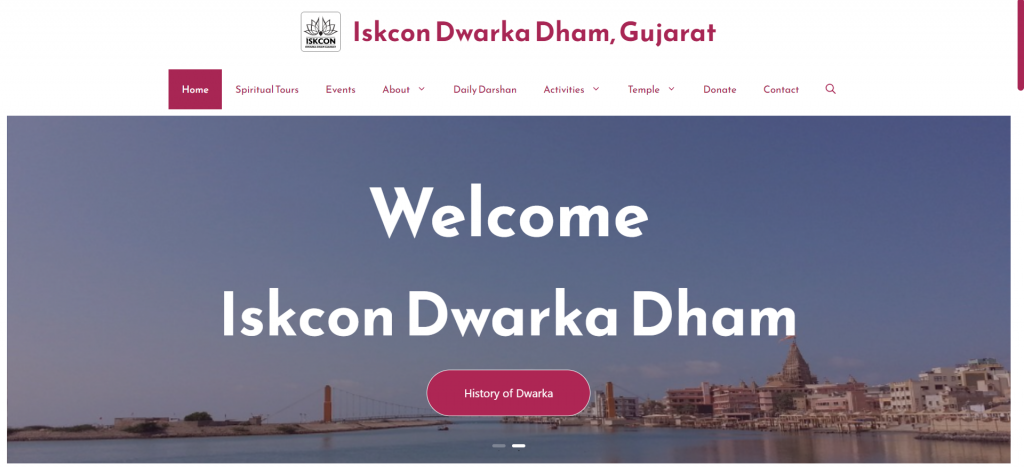 ISKCON
Iskcon Dwarka Dham, Gujarat
Home
Spiritual Tours
Events
About
Daily Darshan
Activities
Temple
Donate
Contact
Welcome
Iskcon Dwarka Dham
History of Dwarka